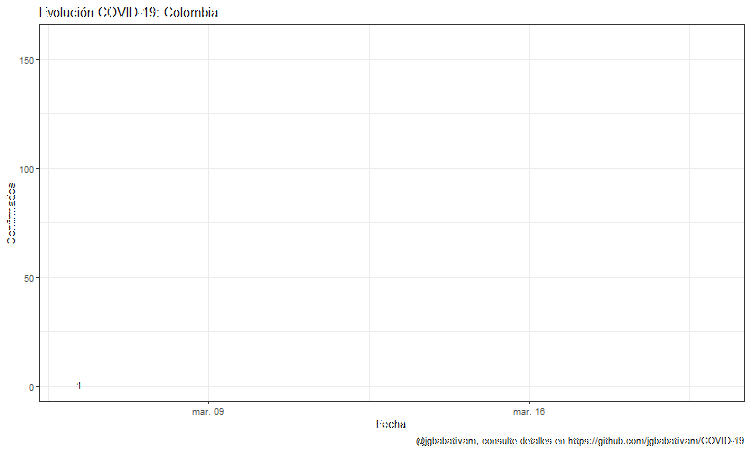 Evolución COVID-19: Colombia
150
100
50
0
1
mar. 09
mar. 16
Fecha
Confirmados
@jgbabativam, consulte detalles en https://github.com/jgbabativam/COVID-19